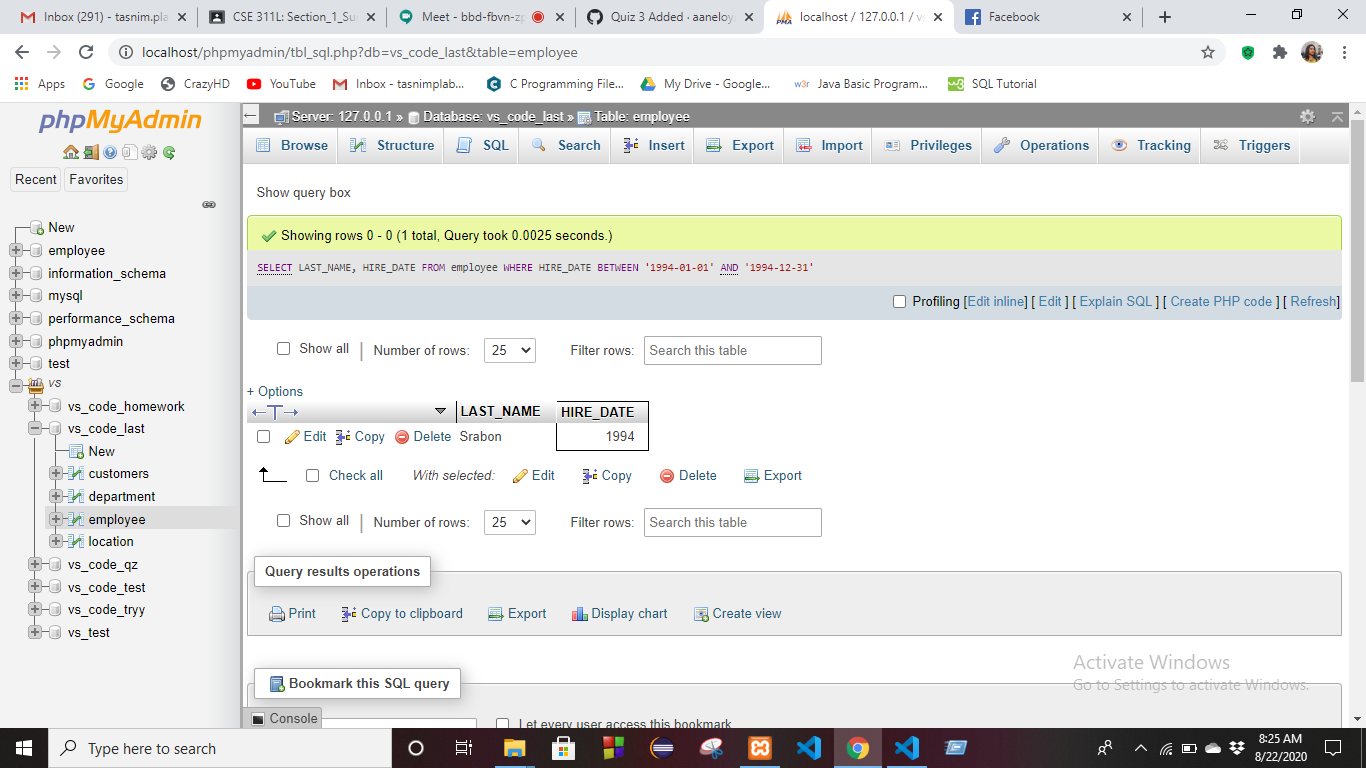 Inbox (291) - tasnim.pla
CSE 311L: Section_1_Su
Meet - bbd-fbvn-zp
Quiz 3 Added · aaneloy
localhost / 127.0.0.1 / v
Facebook
localhost/phpmyadmin/tbl_sql.php?db=vs_code_last&table=employee
Apps Google CrazyHD YouTube Inbox - tasnimplab... C Programming File... My Drive - Google... Java Basic Program... SQL Tutorial
phpMyAdmin
Recent Favorites
New
employee
information_schema
mysql
performance_schema
phpmyadmin
test
vs
vs_code_homework
vs_code_last
New
customers
department
employee
location
vs_code_qz
vs_code_test
vs_code_tryy
vs_test
Server: 127.0.0.1 » Database: vs_code_last » Table: employee
Browse Structure SQL Search Insert Export Import Privileges Operations Tracking Triggers
Show query box
Showing rows 0 - 0 (1 total, Query took 0.0025 seconds.)
SELECT LAST_NAME, HIRE_DATE FROM employee WHERE HIRE_DATE BETWEEN '1994-01-01' AND '1994-12-31'
Profiling [Edit inline] [ Edit ] [ Explain SQL ] [ Create PHP code ] [ Refresh]
Show all | Number of rows: 25 Filter rows: Search this table
+ Options
←T→ LAST_NAME HIRE_DATE
Edit Copy Delete Srabon 1994
Check all With selected: Edit Copy Delete Export
Show all | Number of rows: 25 Filter rows: Search this table
Query results operations
Print Copy to clipboard Export Display chart Create view
Activate Windows
Go to Settings to activate Windows.
Bookmark this SQL query
Console
Let every user access this bookmark
Type here to search
8:25 AM
8/22/2020